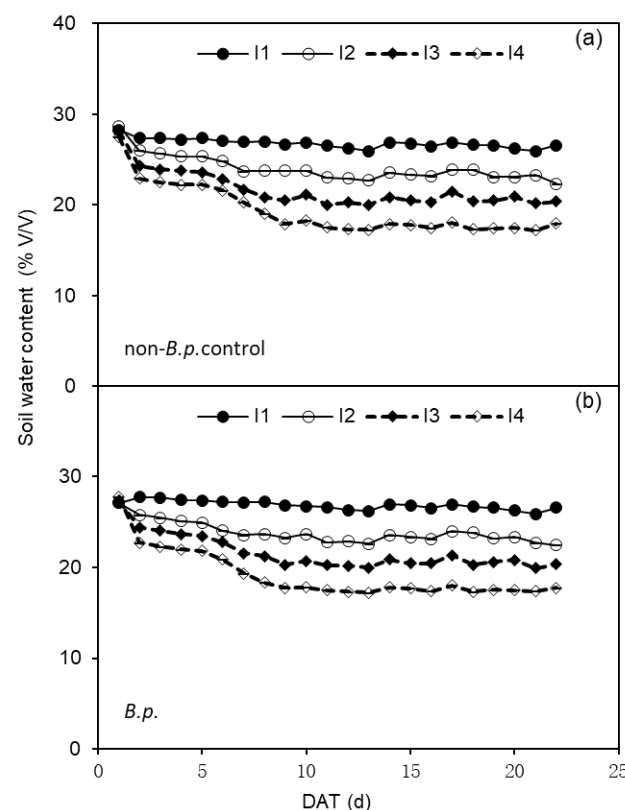 40
(a)
I1 I2 I3 I4
30
20
10
non-B.p.control
0
(b)
I1 I2 I3 I4
30
20
10
B.p.
0
0 5 10 15 20 25
DAT (d)
Soil water content (% V/V)